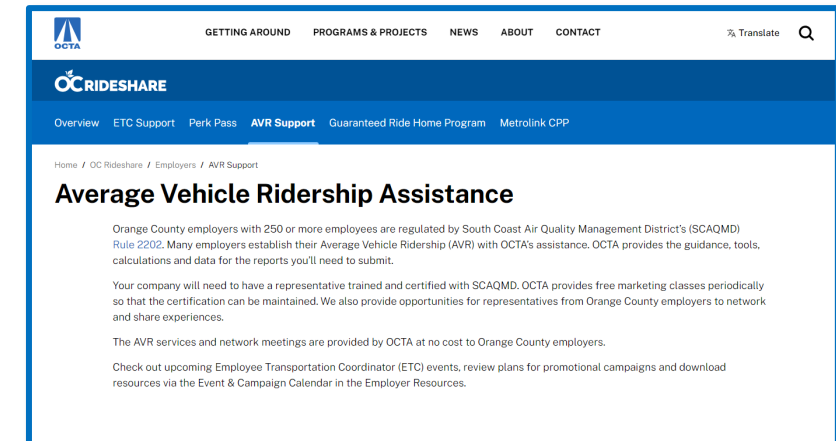 GETTING AROUND PROGRAMS & PROJECTS NEWS ABOUT CONTACT Translate
OCTA
OC RIDESHARE
Overview ETC Support Perk Pass AVR Support Guaranteed Ride Home Program Metrolink CPP
Home / OC Rideshare / Employers / AVR Support
Average Vehicle Ridership Assistance
Orange County employers with 250 or more employees are regulated by South Coast Air Quality Management District's (SCAQMD)
Rule 2202. Many employers establish their Average Vehicle Ridership (AVR) with OCTA's assistance. OCTA provides the guidance, tools,
calculations and data for the reports you'll need to submit.
Your company will need to have a representative trained and certified with SCAQMD. OCTA provides free marketing classes periodically
so that the certification can be maintained. We also provide opportunities for representatives from Orange County employers to network
and share experiences.
The AVR services and network meetings are provided by OCTA at no cost to Orange County employers.
Check out upcoming Employee Transportation Coordinator (ETC) events, review plans for promotional campaigns and download
resources via the Event & Campaign Calendar in the Employer Resources.